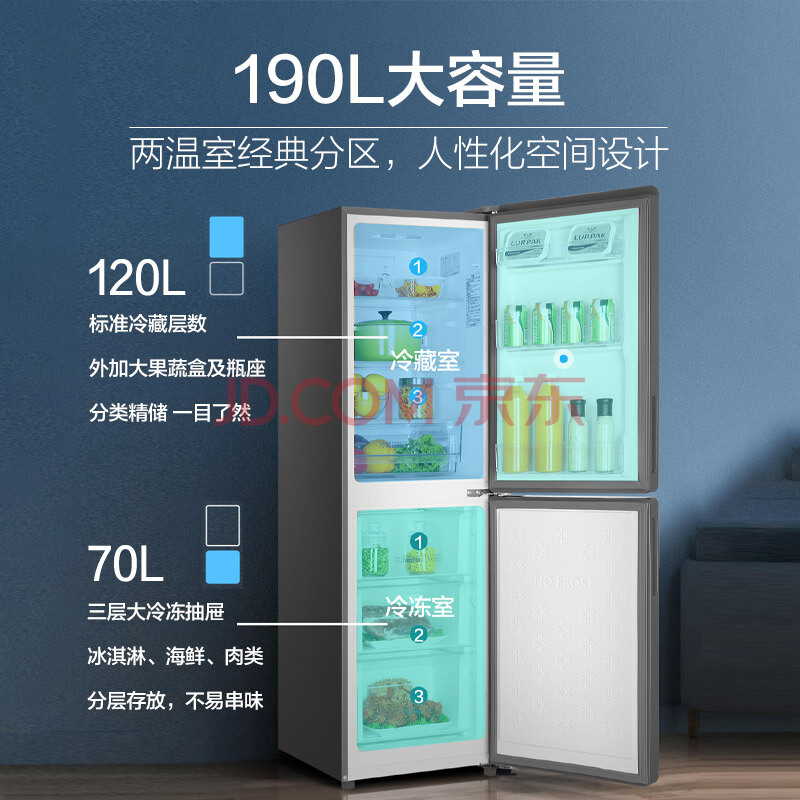 190L大容量
两温室经典分区，人性化空间设计
120L
标准冷藏层数
外加大果蔬盒及瓶座
分类精储 一目了然
70L
三层大冷冻抽屉
冰淇淋、海鲜、肉类
分层存放，不易串味
1
2
冷藏室
3
1
冷冻室
2
3
LURPAK
LURPAK
NO FROST
JD.COM 京东